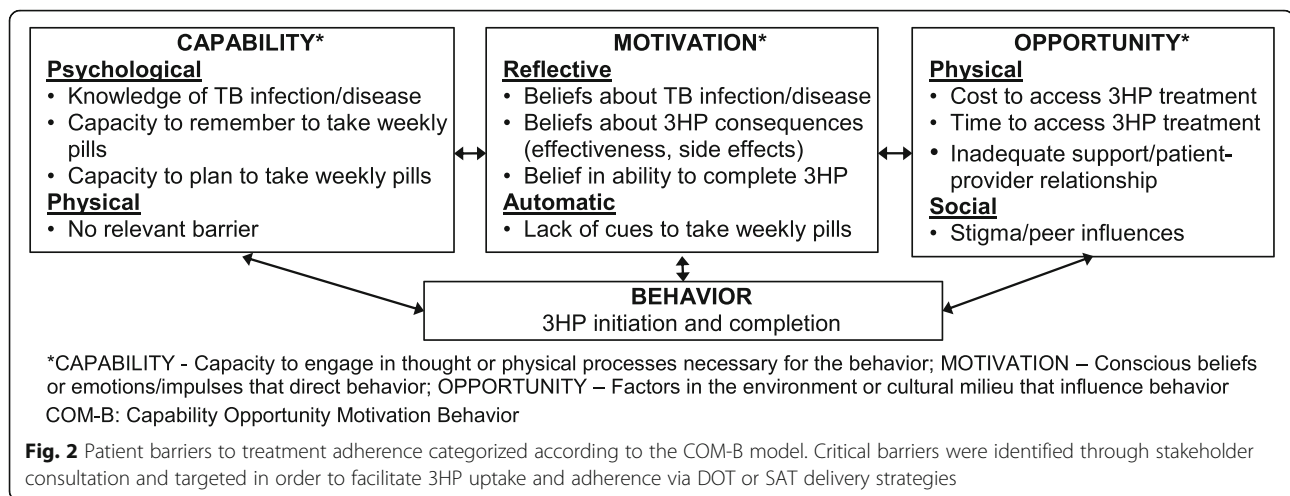 CAPABILITY*
Psychological
• Knowledge of TB infection/disease
• Capacity to remember to take weekly
pills
• Capacity to plan to take weekly pills
Physical
• No relevant barrier
MOTIVATION*
Reflective
• Beliefs about TB infection/disease
• Beliefs about 3HP consequences
(effectiveness, side effects)
• Belief in ability to complete 3HP
Automatic
• Lack of cues to take weekly pills
OPPORTUNITY*
Physical
• Cost to access 3HP treatment
• Time to access 3HP treatment
• Inadequate support/patient-
provider relationship
Social
• Stigma/peer influences
BEHAVIOR
3HP initiation and completion
*CAPABILITY - Capacity to engage in thought or physical processes necessary for the behavior; MOTIVATION – Conscious beliefs
or emotions/impulses that direct behavior; OPPORTUNITY – Factors in the environment or cultural milieu that influence behavior
COM-B: Capability Opportunity Motivation Behavior
Fig. 2 Patient barriers to treatment adherence categorized according to the COM-B model. Critical barriers were identified through stakeholder
consultation and targeted in order to facilitate 3HP uptake and adherence via DOT or SAT delivery strategies